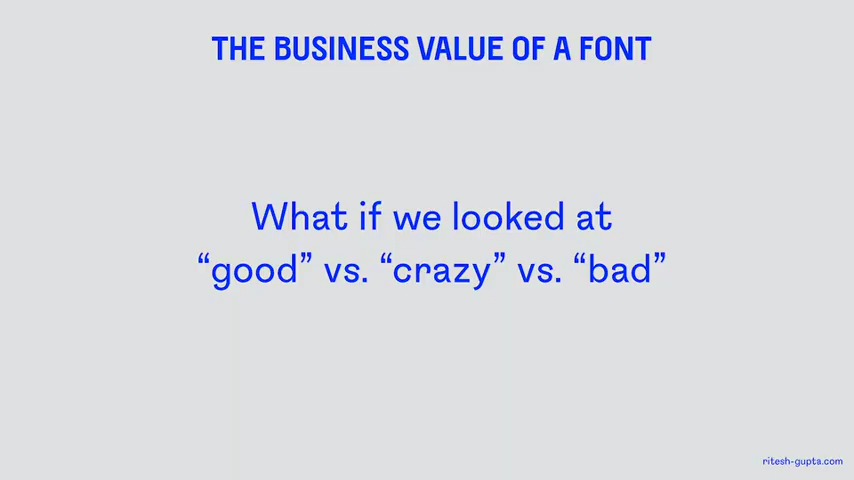 THE BUSINESS VALUE OF A FONT
What if we looked at
“good” vs. “crazy” vs. “bad”
ritesh-gupta.com